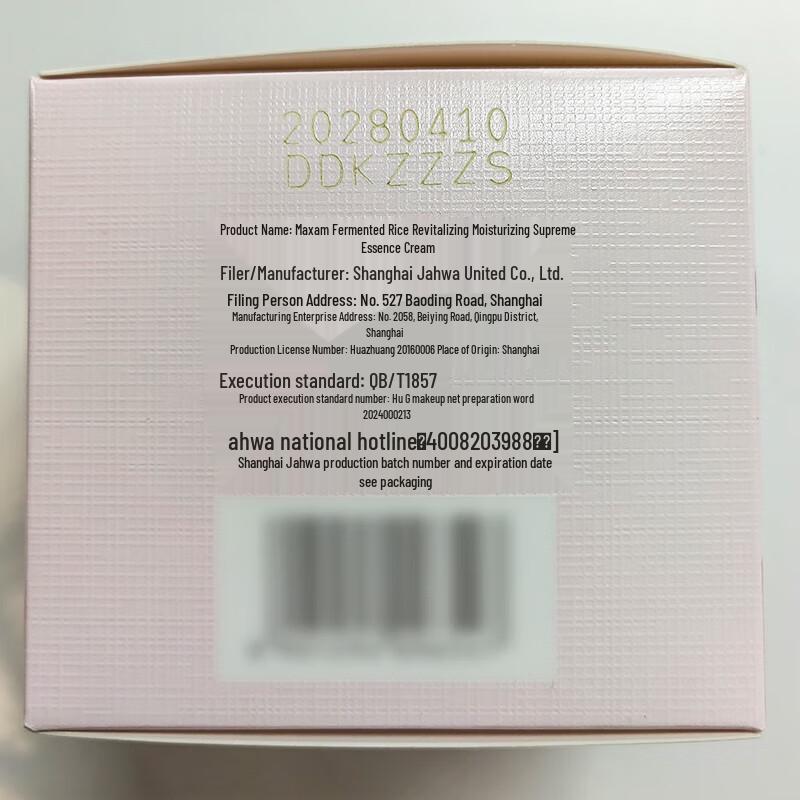 20280410
DDKZZZS
Product Name: Maxam Fermented Rice Revitalizing Moisturizing Supreme
Essence Cream
Filer/Manufacturer: Shanghai Jahwa United Co., Ltd.
Filing Person Address: No. 527 Baoding Road, Shanghai
Manufacturing Enterprise Address: No. 2058, Beiying Road, Qingpu District,
Shanghai
Production License Number: Huazhuang 20160006 Place of Origin: Shanghai
Execution standard: QB/T1857
Product execution standard number: Hu G makeup net preparation word
2024000213
ahwa national hotline�4008203988��]
Shanghai Jahwa production batch number and expiration date
see packaging